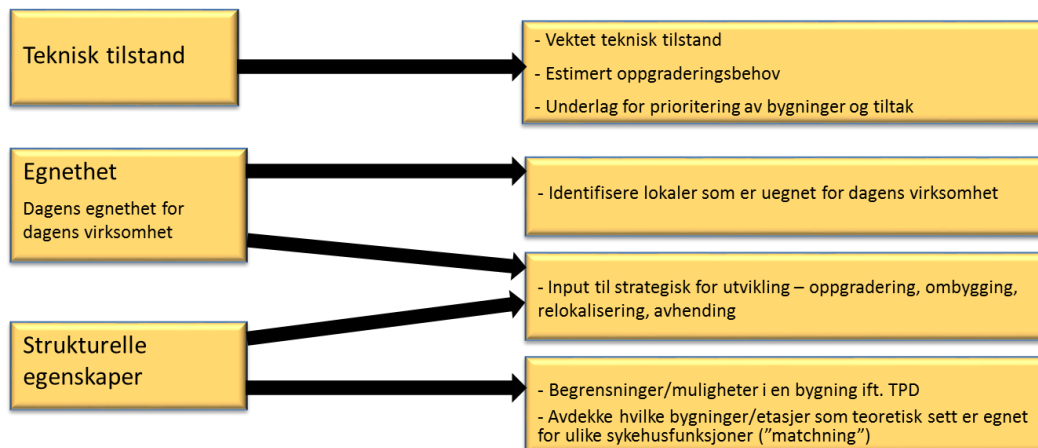 Teknisk tilstand
- Vektet teknisk tilstand
- Estimert oppgraderingsbehov
- Underlag for prioritering av bygninger og tiltak
Egnethet
Dagens egnethet for
dagens virksomhet
- Identifisere lokaler som er uegnet for dagens virksomhet
- Input til strategisk for utvikling – oppgradering, ombygging,
relokalisering, avhending
Strukturelle
egenskaper
- Begrensninger/muligheter i en bygning ift. TPD
- Avdekke hvilke bygninger/etasjer som teoretisk sett er egnet
for ulike sykehusfunksjoner (”matchning”)